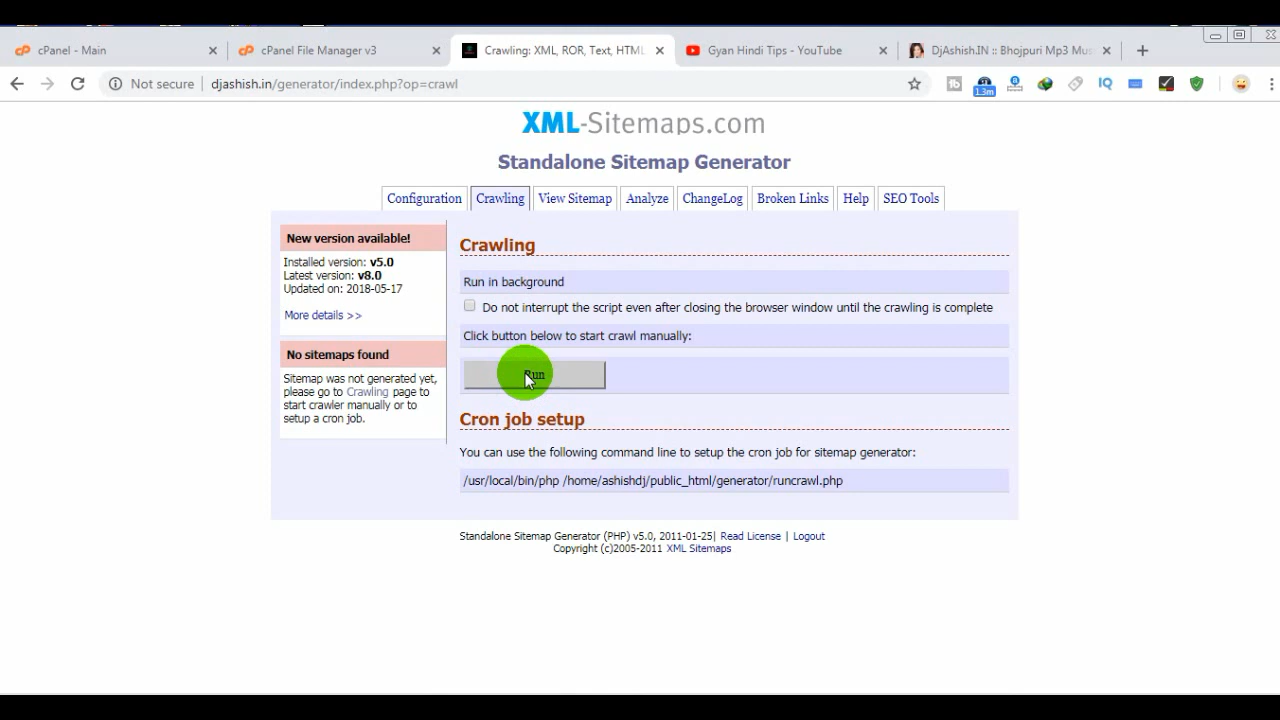 cPanel - Main
cPanel File Manager v3
Crawling: XML, ROR, Text, HTML
Gyan Hindi Tips - YouTube
DjAshish.IN :: Bhojpuri Mp3 Mus
Not secure
djashish.in/generator/index.php?op=crawl
1.3m
IQ
XML-Sitemaps.com
Standalone Sitemap Generator
Configuration
Crawling
View Sitemap
Analyze
ChangeLog
Broken Links
Help
SEO Tools
New version available!
Installed version: v5.0
Latest version: v8.0
Updated on: 2018-05-17
More details >>
No sitemaps found
Sitemap was not generated yet,
please go to Crawling page to
start crawler manually or to
setup a cron job.
Crawling
Run in background
Do not interrupt the script even after closing the browser window until the crawling is complete
Click button below to start crawl manually:
Run
Cron job setup
You can use the following command line to setup the cron job for sitemap generator:
/usr/local/bin/php /home/ashishdj/public_html/generator/runcrawl.php
Standalone Sitemap Generator (PHP) v5.0, 2011-01-25| Read License | Logout
Copyright (c)2005-2011 XML Sitemaps